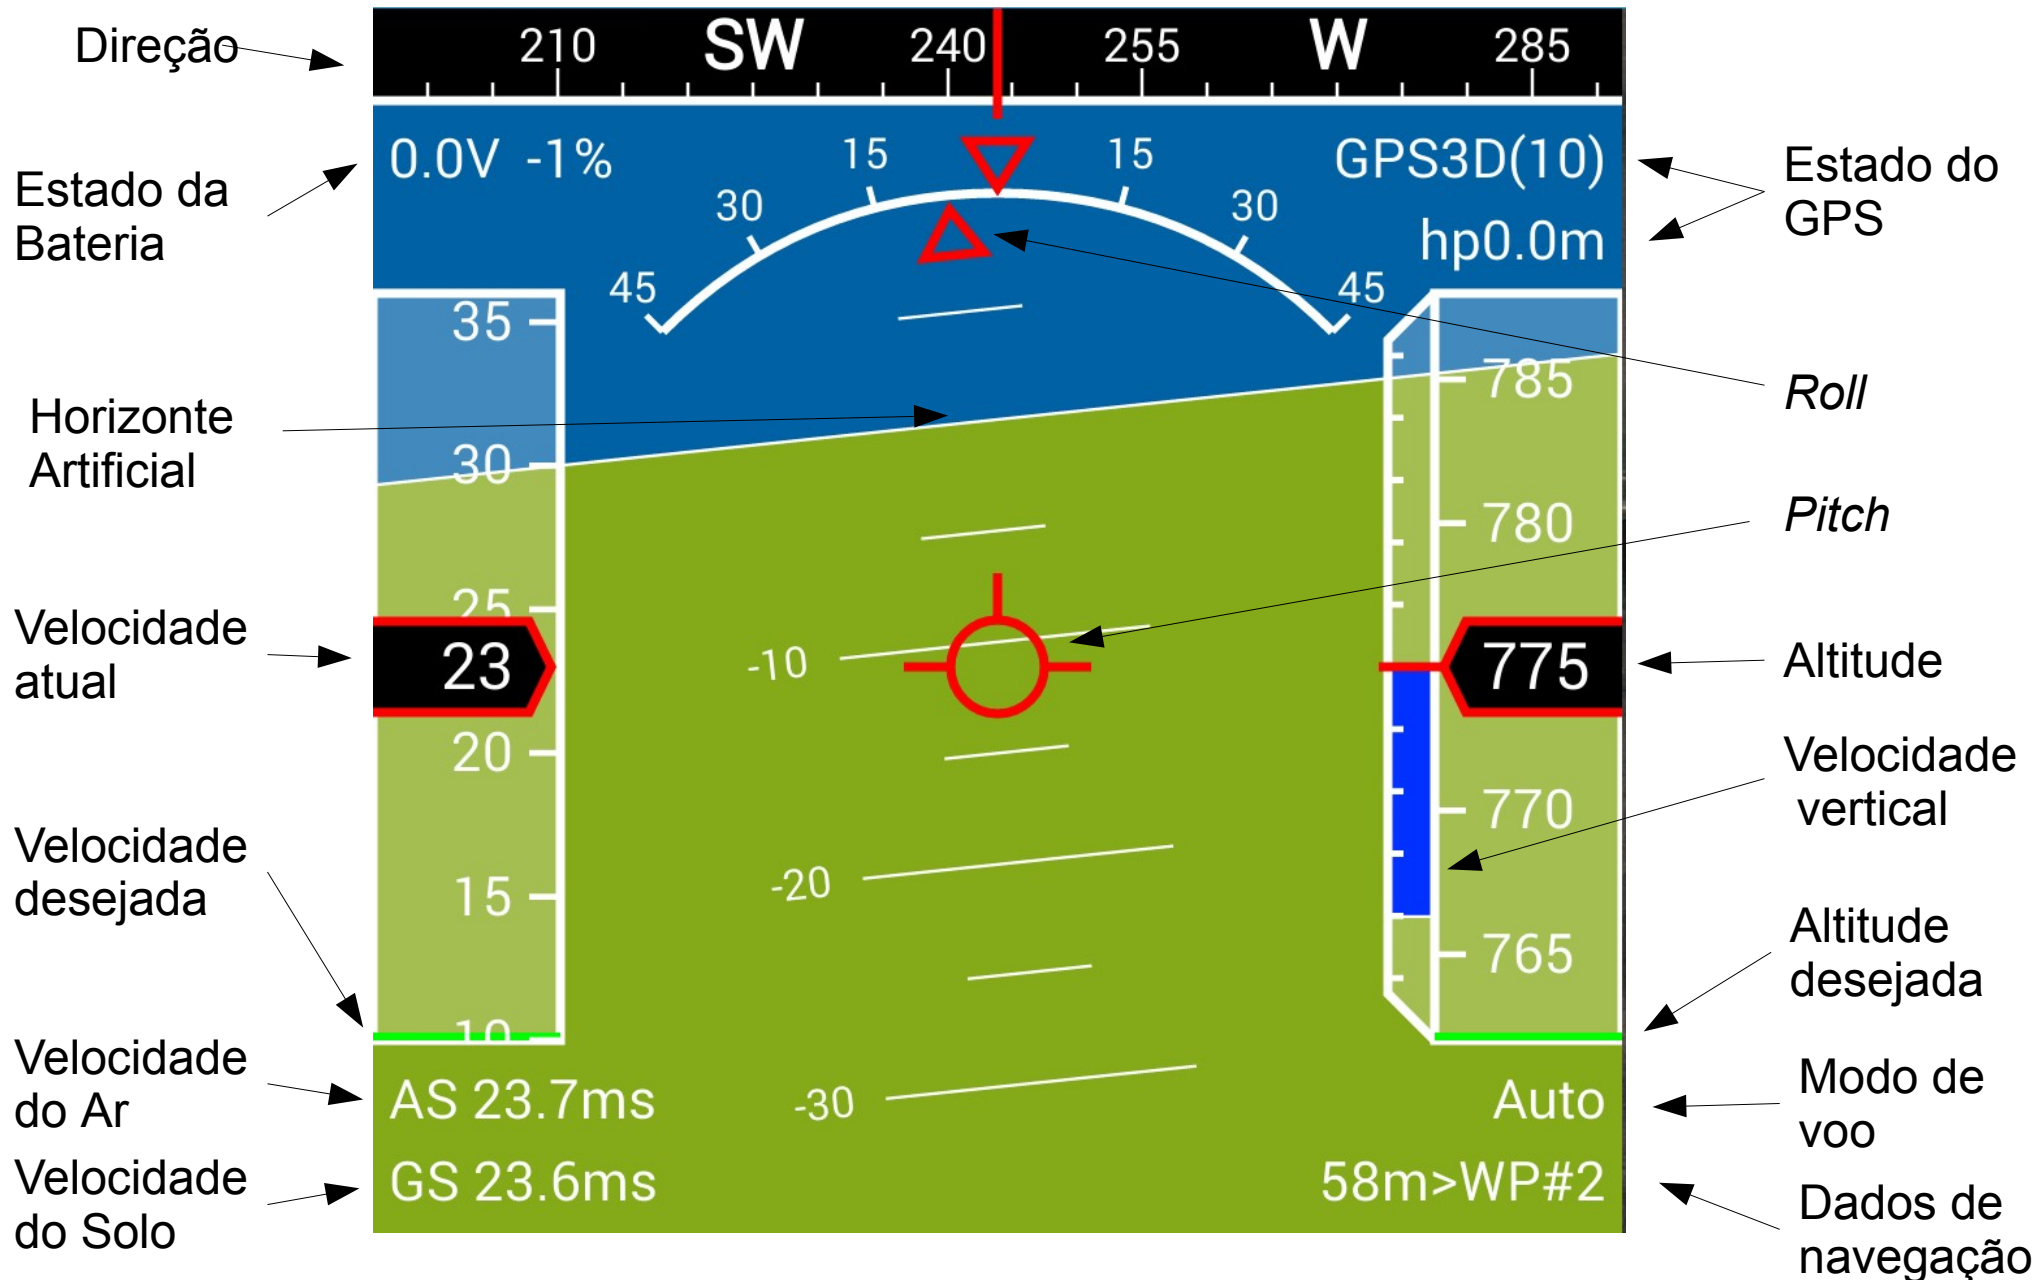 Direção
210 SW 240 255 W 285
Estado da
Bateria
0.0V -1%
45 30 15 15 30 45
GPS3D(10)
hp0.0m
Estado do
GPS
Horizonte
Artificial
Roll
Pitch
35
30
25
23
20
15
10
Velocidade
atual
Velocidade
desejada
-10
-20
-30
785
780
775
770
765
Altitude
Velocidade
vertical
Altitude
desejada
Velocidade
do Ar
AS 23.7ms
Auto
Modo de
voo
Velocidade
do Solo
GS 23.6ms
58m>WP#2
Dados de
navegação